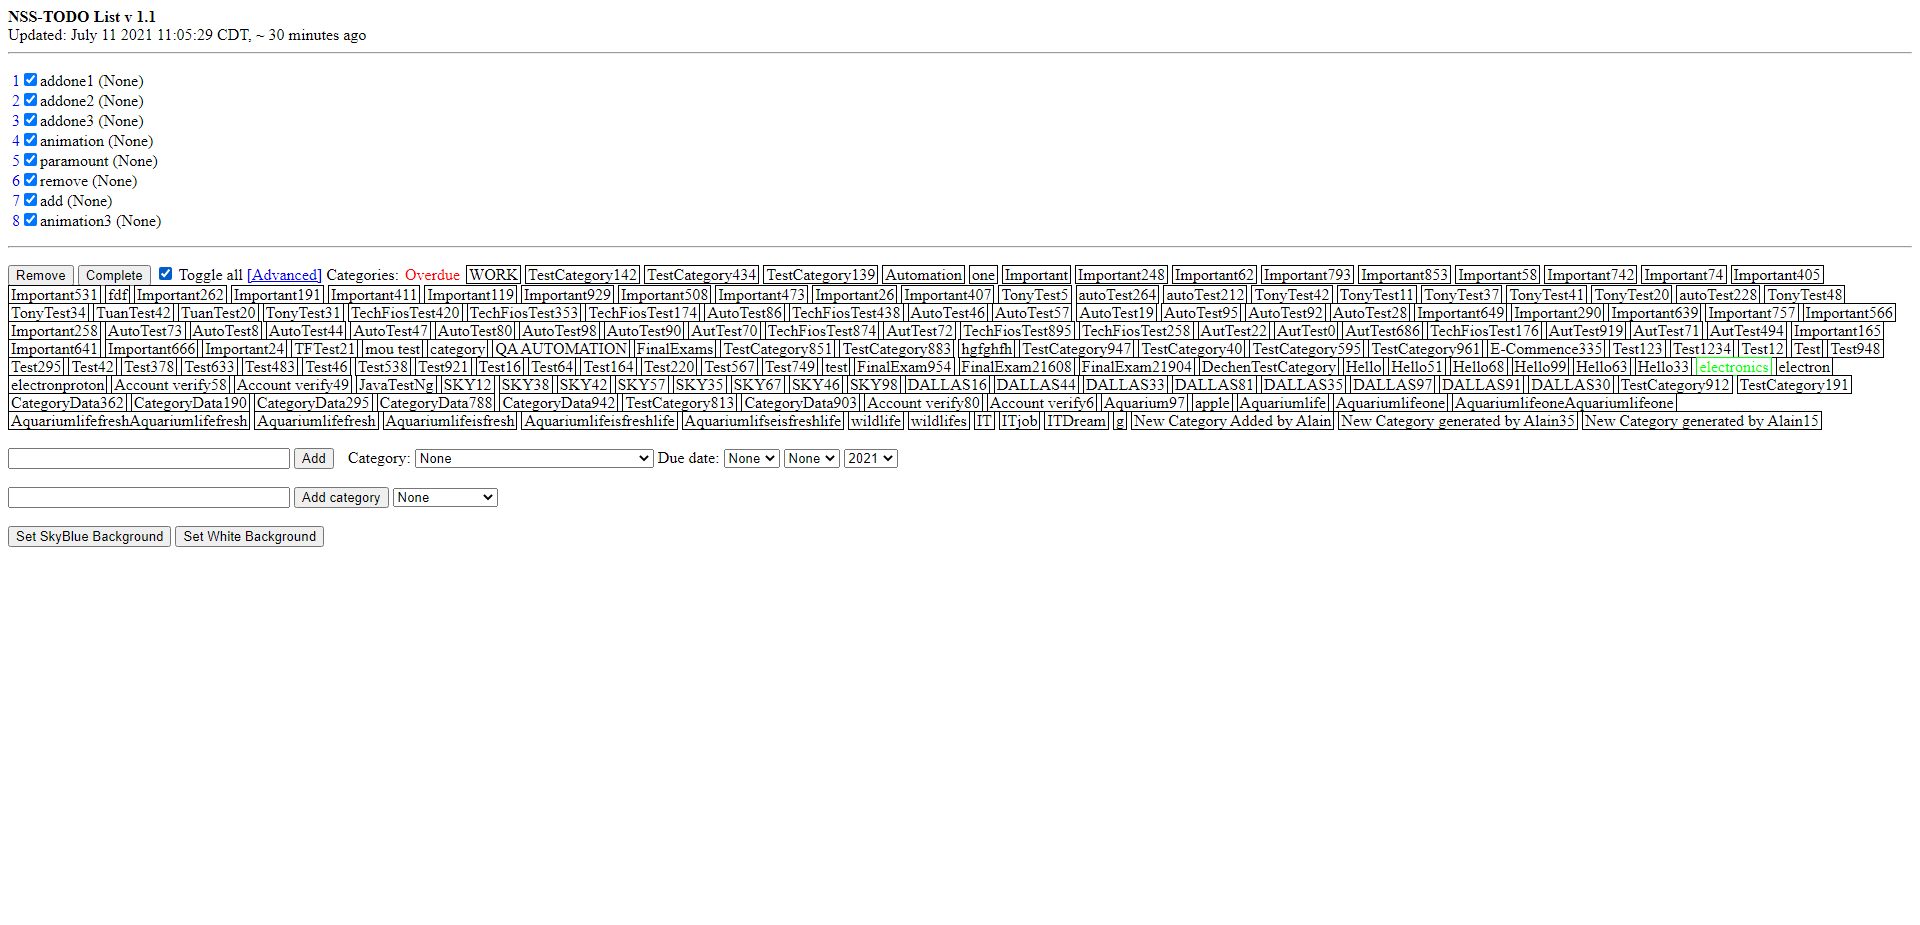 NSS-TODO List v 1.1
Updated: July 11 2021 11:05:29 CDT, ~ 30 minutes ago
1 addone1 (None)
2 addone2 (None)
3 addone3 (None)
4 animation (None)
5 paramount (None)
6 remove (None)
7 add (None)
8 animation3 (None)
Remove Complete Toggle all [Advanced] Categories: Overdue WORK TestCategory142 TestCategory434 TestCategory139 Automation one Important Important248 Important62 Important793 Important853 Important58 Important742 Important74 Important405
Important531 fdf Important262 Important191 Important411 Important119 Important929 Important508 Important473 Important26 Important407 TonyTest5 autoTest264 autoTest212 TonyTest42 TonyTest11 TonyTest37 TonyTest41 TonyTest20 autoTest228 TonyTest48
TonyTest34 TuanTest42 TuanTest20 TonyTest31 TechFiosTest420 TechFiosTest353 TechFiosTest174 AutoTest86 TechFiosTest438 AutoTest46 AutoTest57 AutoTest19 AutoTest95 AutoTest92 AutoTest28 Important649 Important290 Important639 Important757 Important566
Important258 AutoTest73 AutoTest8 AutoTest44 AutoTest47 AutoTest80 AutoTest98 AutoTest90 AutTest70 TechFiosTest874 AutTest72 TechFiosTest895 TechFiosTest258 AutTest22 AutTest0 AutTest686 TechFiosTest176 AutTest919 AutTest71 AutTest494 Important165
Important641 Important666 Important24 TFTest21 mou test category QA AUTOMATION FinalExams TestCategory851 TestCategory883 hgfghfh TestCategory947 TestCategory40 TestCategory595 TestCategory961 E-Commence335 Test123 Test1234 Test12 Test Test948
Test295 Test42 Test378 Test633 Test483 Test46 Test538 Test921 Test16 Test64 Test164 Test220 Test567 Test749 test FinalExam954 FinalExam21608 FinalExam21904 DechenTestCategory Hello Hello51 Hello68 Hello99 Hello63 Hello33 electronics electron
electronproton Account verify58 Account verify49 JavaTestNg SKY12 SKY38 SKY42 SKY57 SKY35 SKY67 SKY46 SKY98 DALLAS16 DALLAS44 DALLAS33 DALLAS81 DALLAS35 DALLAS97 DALLAS91 DALLAS30 TestCategory912 TestCategory191
CategoryData362 CategoryData190 CategoryData295 CategoryData788 CategoryData942 TestCategory813 CategoryData903 Account verify80 Account verify6 Aquarium97 apple Aquariumlife Aquariumlifeone AquariumlifeoneAquariumlifeone
AquariumlifefreshAquariumlifefresh Aquariumlifefresh Aquariumlifeisfresh Aquariumlifeisfreshlife Aquariumlifseisfreshlife wildlife wildlifes IT ITjob ITDream g New Category Added by Alain New Category generated by Alain35 New Category generated by Alain15
Add Category: None Due date: None None 2021
Add category None
Set SkyBlue Background Set White Background